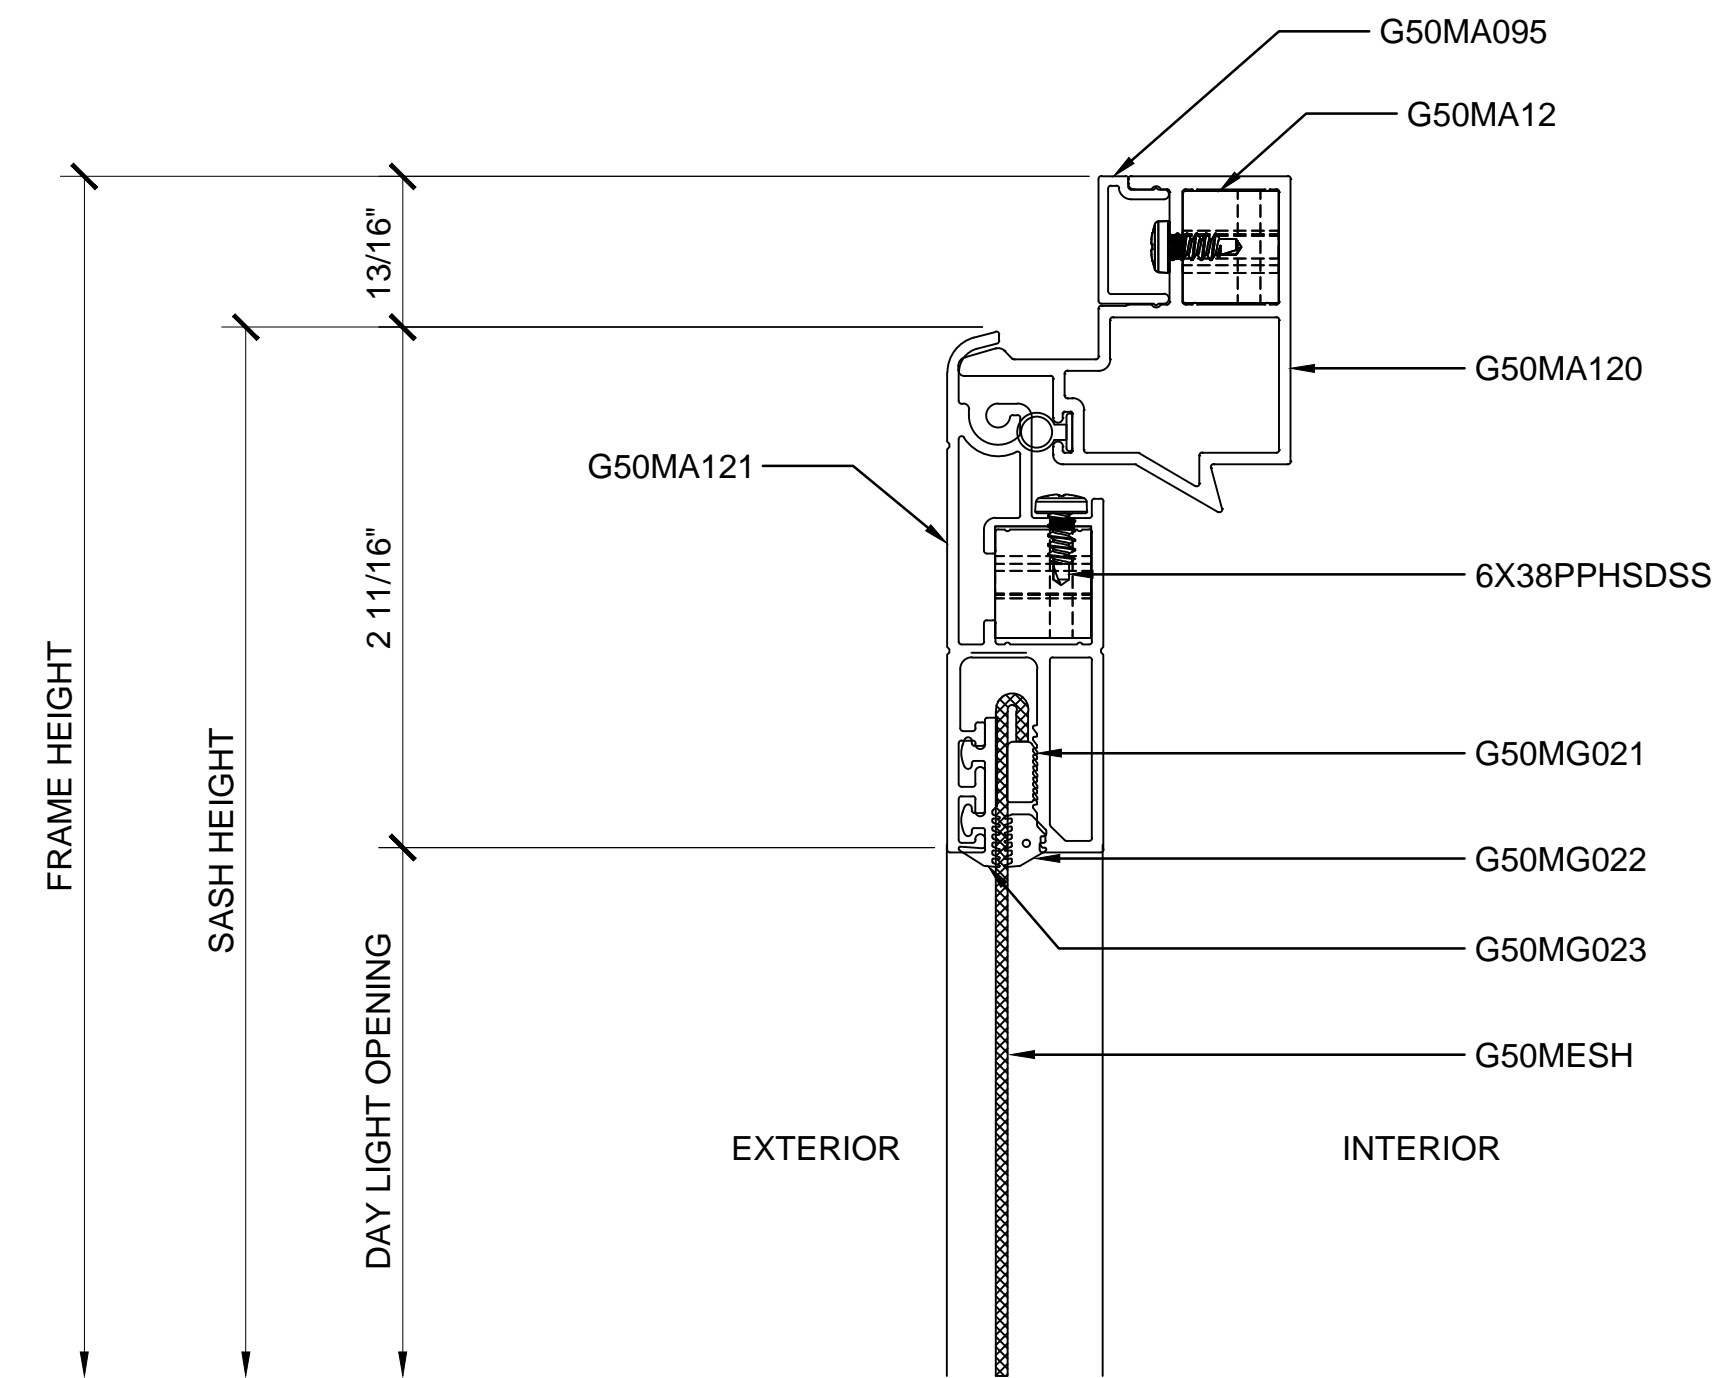 G50MA095
G50MA12
13/16"
G50MA120
G50MA121
2 11/16"
6X38PPHSDSS
FRAME HEIGHT
SASH HEIGHT
G50MG021
G50MG022
DAY LIGHT OPENING
G50MG023
G50MESH
EXTERIOR
INTERIOR